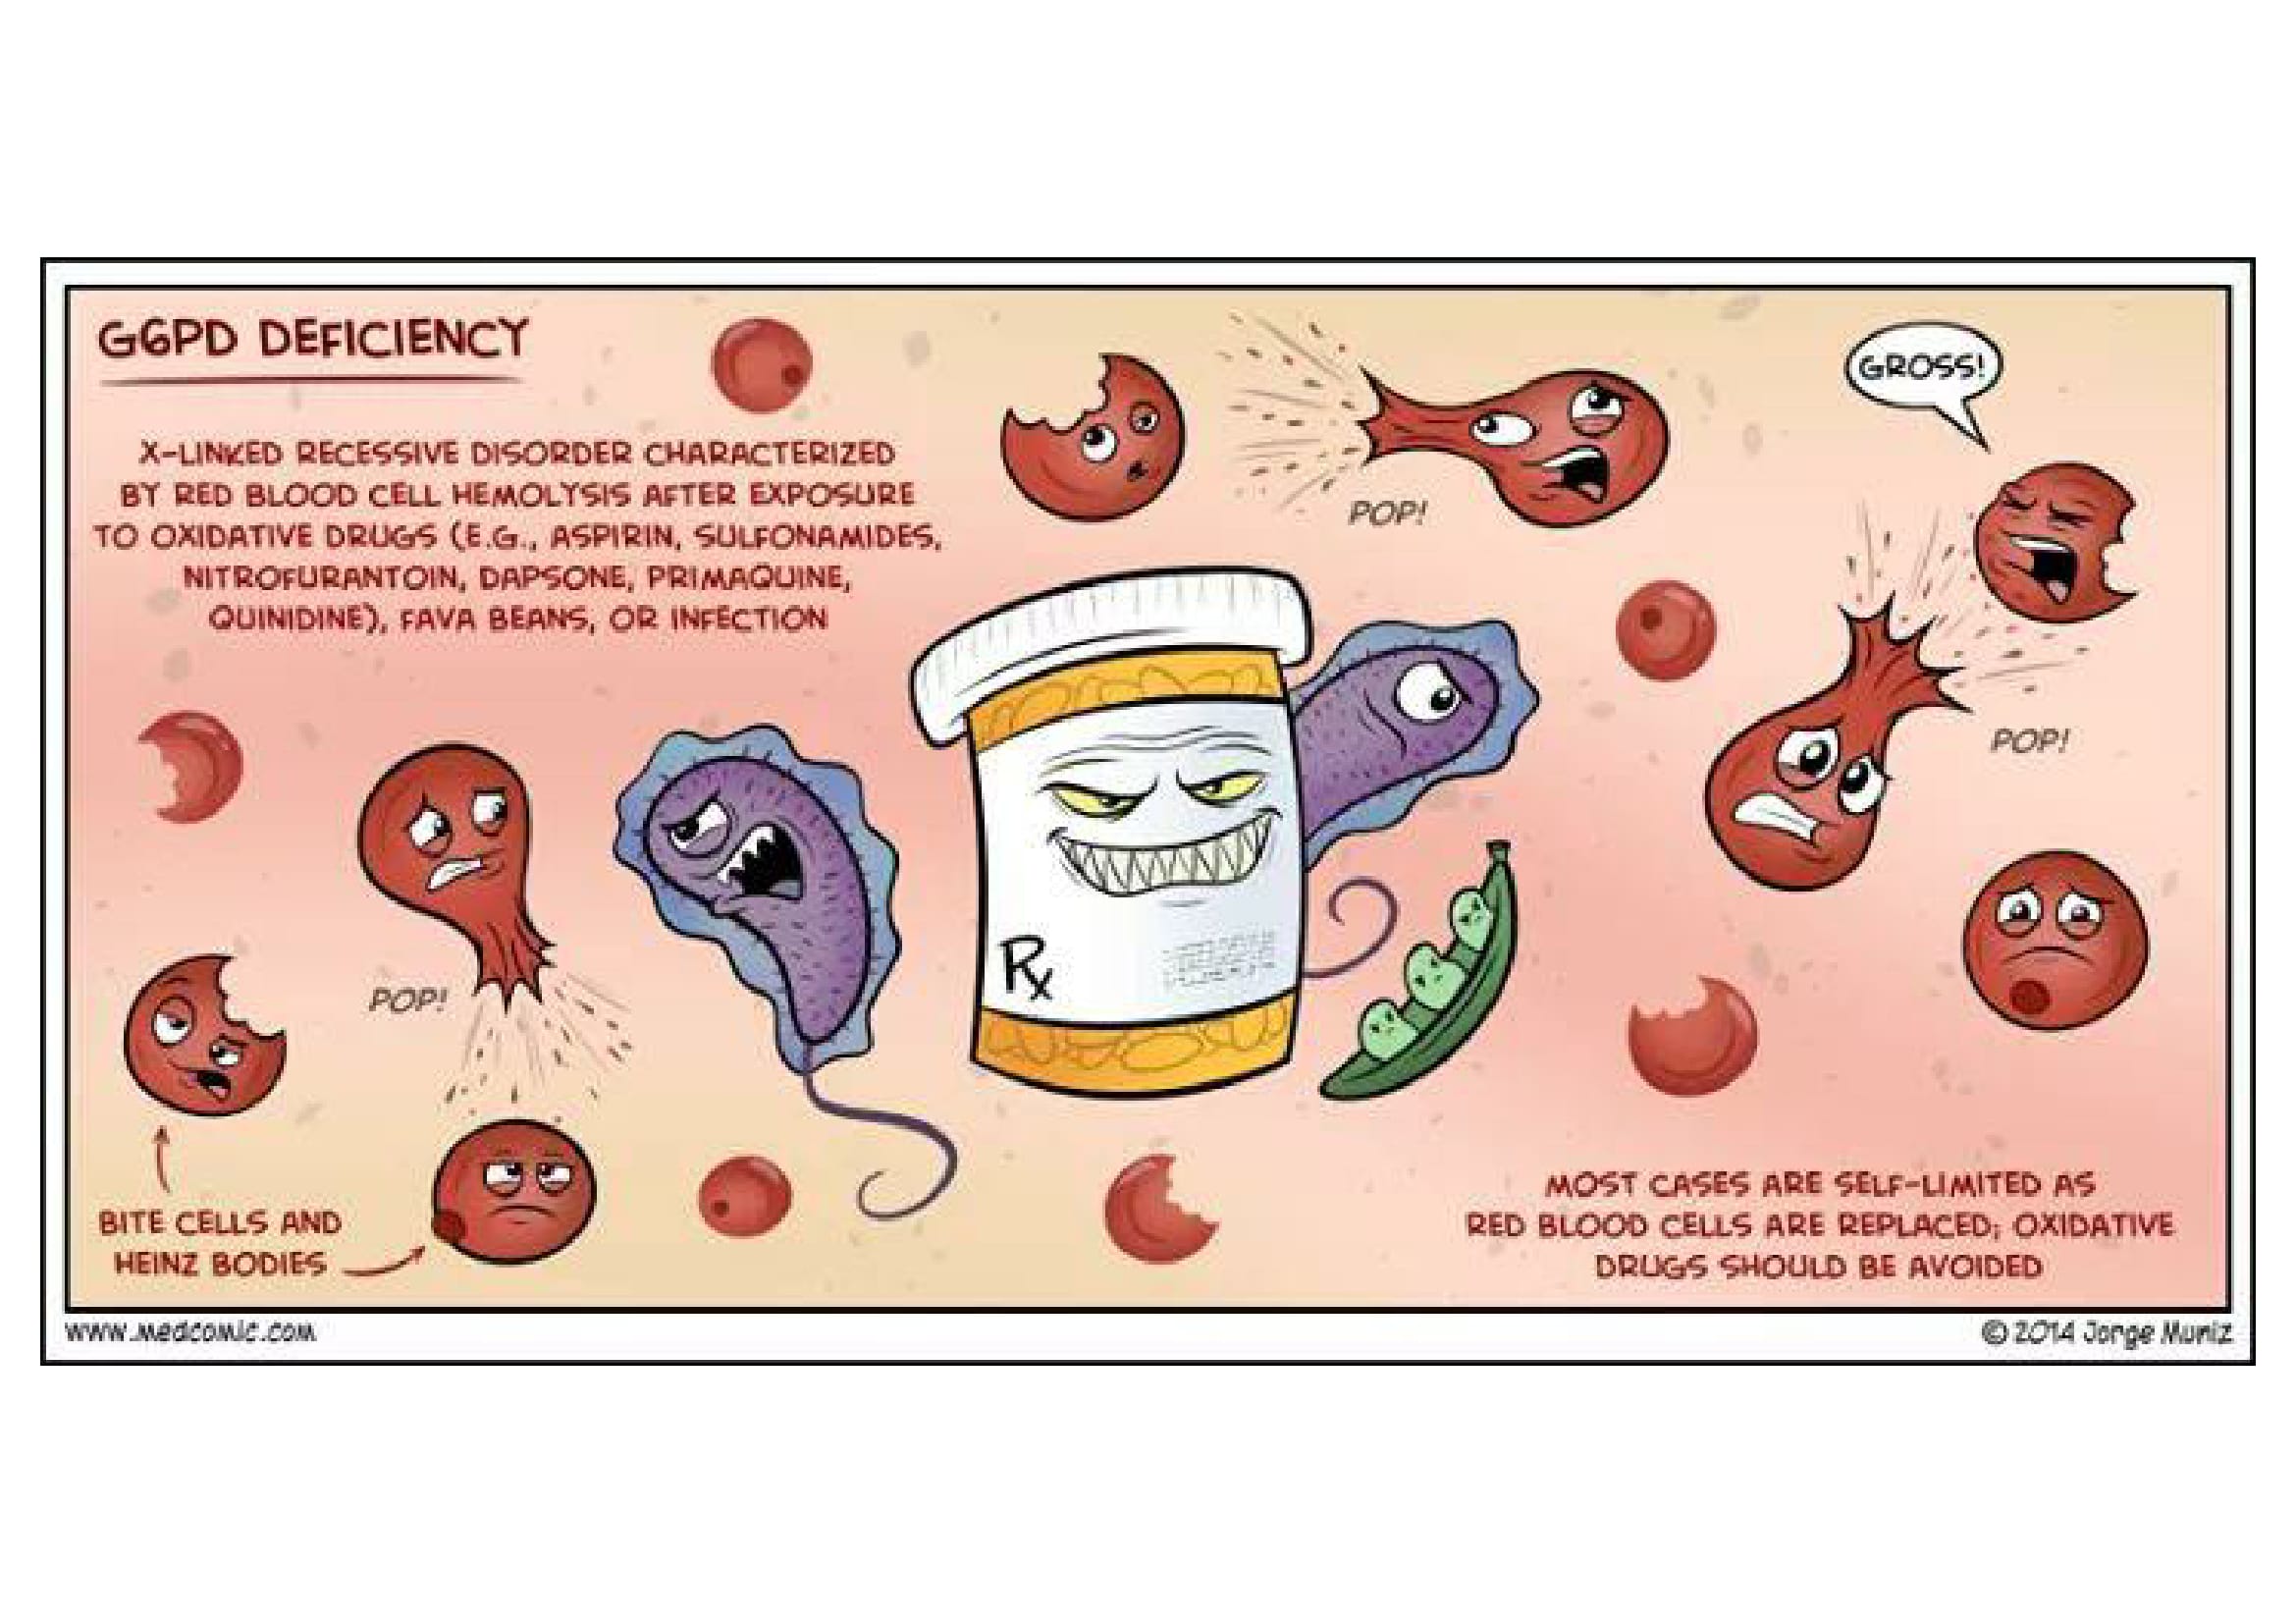 G6PD DEFICIENCY
X-LINKED RECESSIVE DISORDER CHARACTERIZED
BY RED BLOOD CELL HEMOLYSIS AFTER EXPOSURE
TO OXIDATIVE DRUGS (E.G., ASPIRIN, SULFONAMIDES,
NITROFURANTOIN, DAPSONE, PRIMAQUINE,
QUINIDINE), FAVA BEANS, OR INFECTION
GROSS!
POP!
POP!
POP!
Rx
BITE CELLS AND
HEINZ BODIES
MOST CASES ARE SELF-LIMITED AS
RED BLOOD CELLS ARE REPLACED; OXIDATIVE
DRUGS SHOULD BE AVOIDED
www.medcomic.com
© 2014 Jorge Muniz